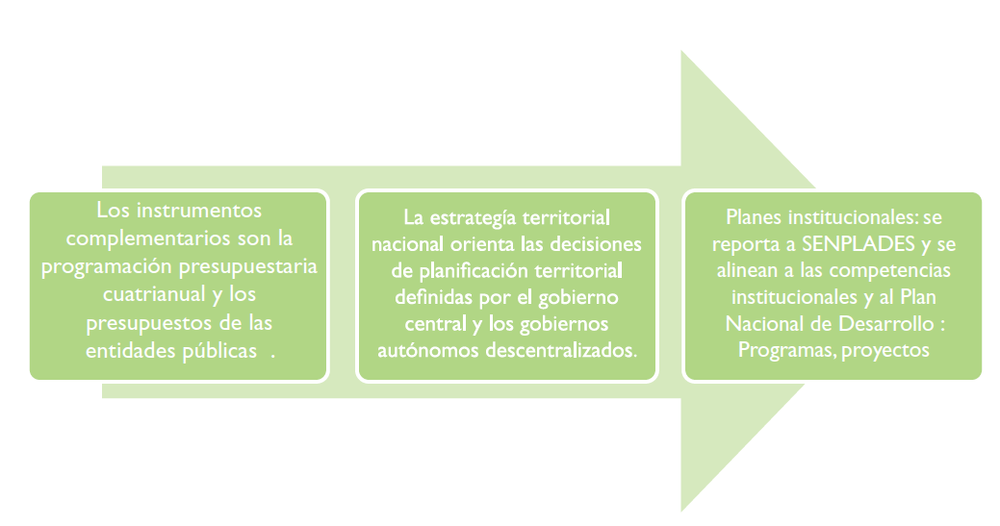 Los instrumentos
complementarios son la
programación presupuestaria
cuatrianual y los
presupuestos de las
entidades públicas .
La estrategía territorial
nacional orienta las decisiones
de planificación territorial
definidas por el gobierno
central y los gobiernos
autónomos descentralizados.
Planes institucionales: se
reporta a SENPLADES y se
alinean a las competencias
institucionales y al Plan
Nacional de Desarrollo :
Programas, proyectos